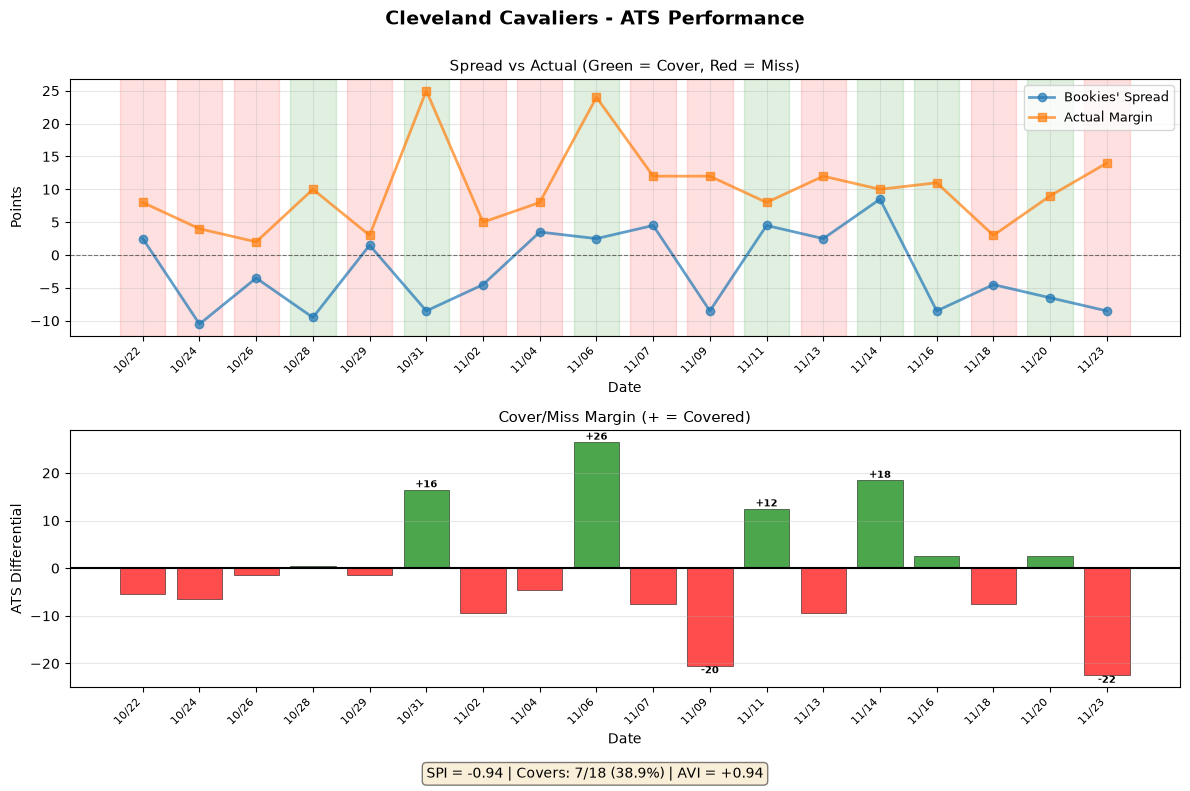 Cleveland Cavaliers - ATS Performance
Spread vs Actual (Green = Cover, Red = Miss)
Bookies' Spread
Actual Margin
Points
25
20
15
10
5
0
−5
−10
10/22 10/24 10/26 10/28 10/29 10/31 11/02 11/04 11/06 11/07 11/09 11/11 11/13 11/14 11/16 11/18 11/20 11/23
Date
Cover/Miss Margin (+ = Covered)
ATS Differential
20
10
0
−10
−20
+16
+26
-20
+12
+18
-22
10/22 10/24 10/26 10/28 10/29 10/31 11/02 11/04 11/06 11/07 11/09 11/11 11/13 11/14 11/16 11/18 11/20 11/23
Date
SPI = -0.94 | Covers: 7/18 (38.9%) | AVI = +0.94